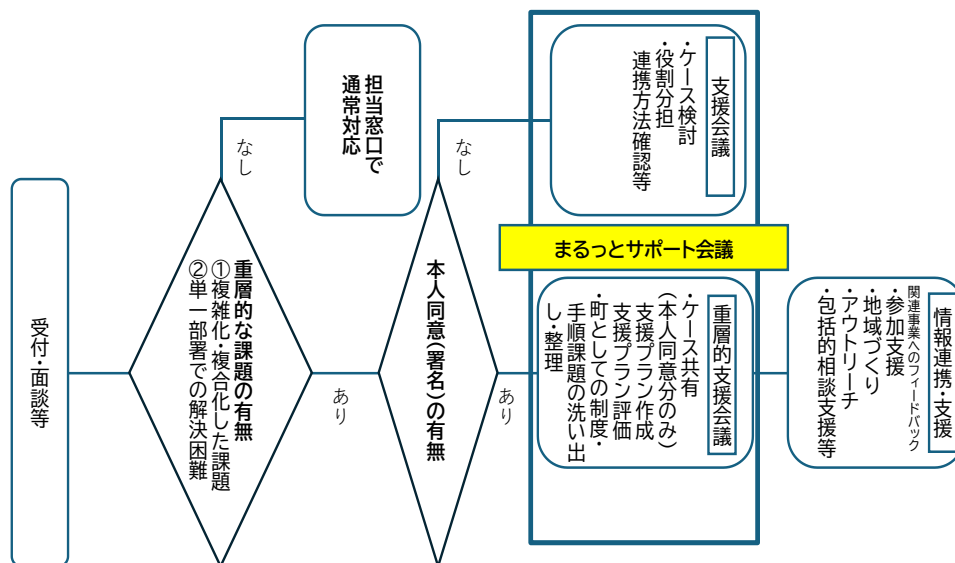 受付・面談等
重層的な課題の有無
①複雑化・複合化した課題
②単一部署での解決困難
なし
あり
担当窓口で
通常対応
本人同意（署名）の有無
なし
あり
支援会議
・ケース検討
・役割分担
連携方法確認等
まるっとサポート会議
重層的支援会議
・ケース共有
（本人同意分のみ）
支援プラン作成
支援プラン評価
・町としての制度・
手順課題の洗い出
し・整理
情報連携・支援
関連事業へのフィードバック
・参加支援
・地域づくり
・アウトリーチ
・包括的相談支援等